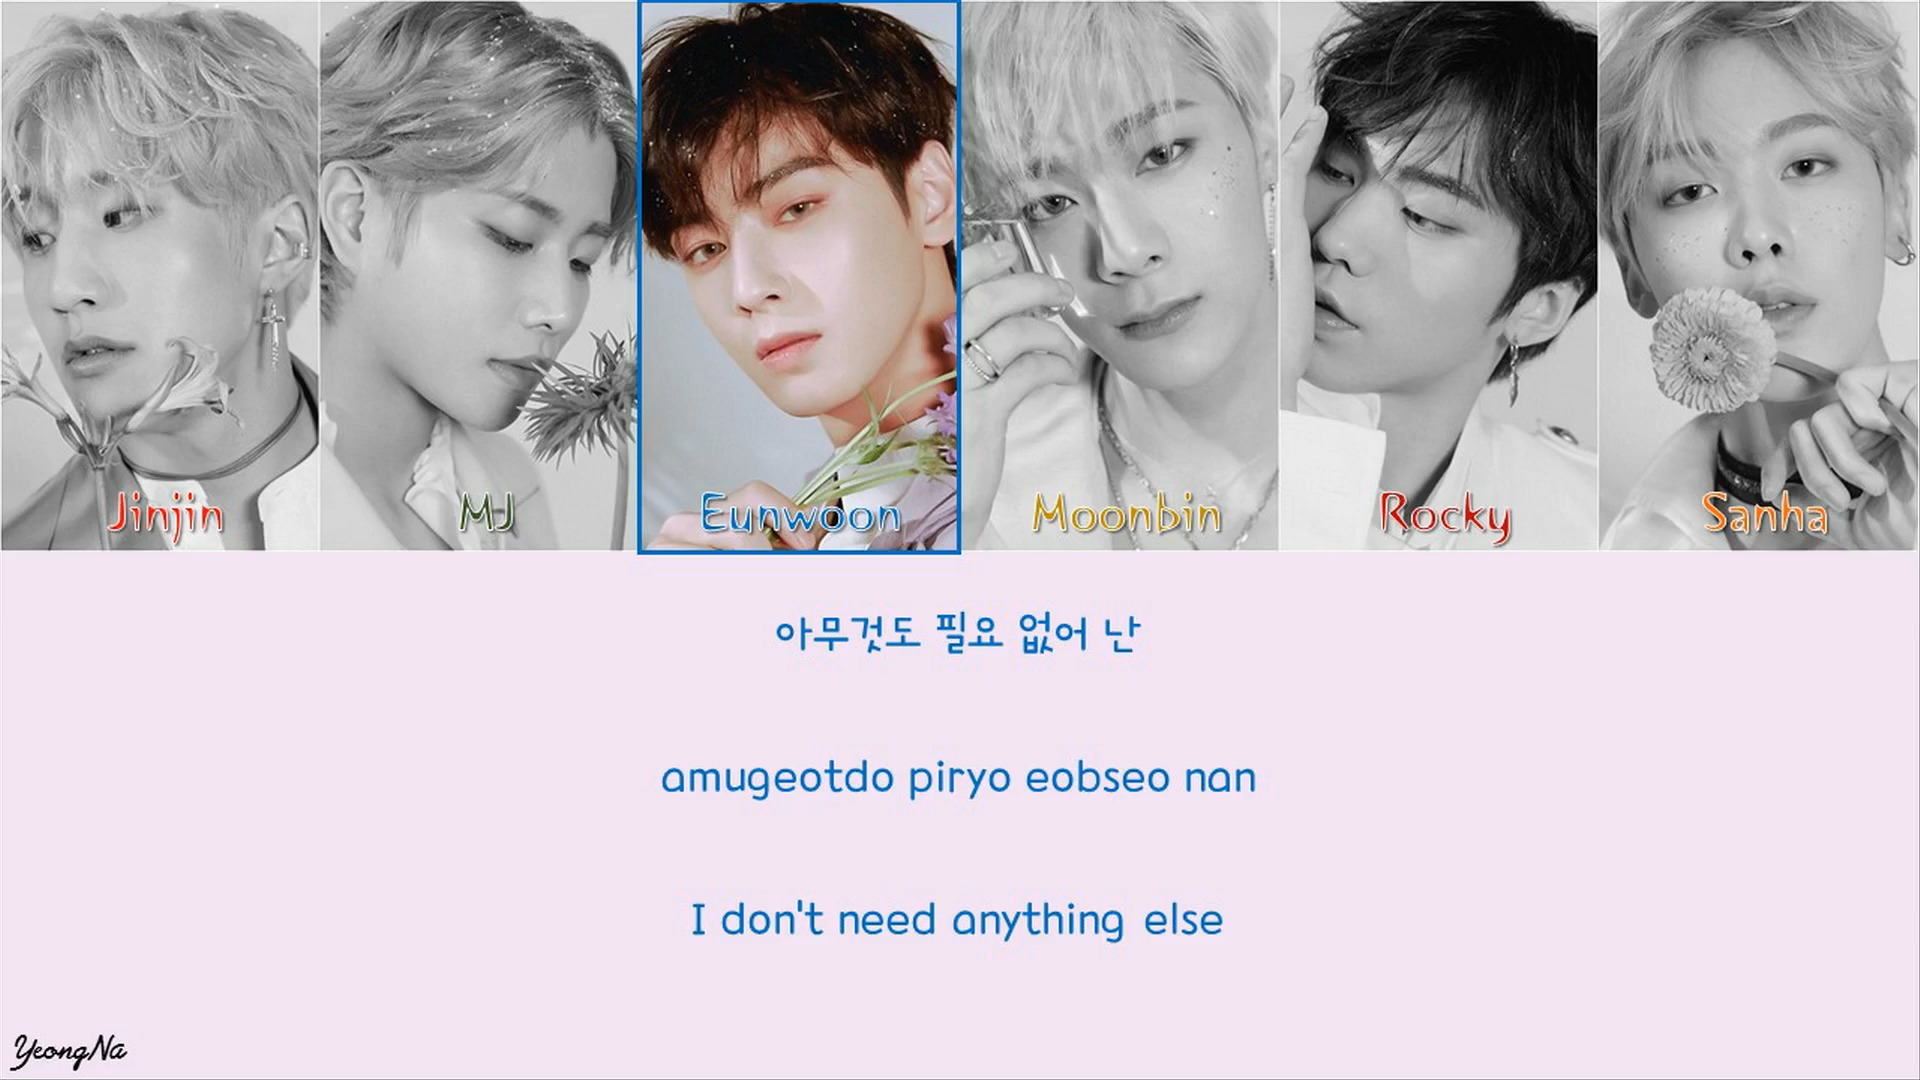 Jinjin MJ Eunwoon Moonbin Rocky Sanha
아무것도 필요 없어 난
amugeotdo piryo eobseo nan
I don't need anything else
YeongNa